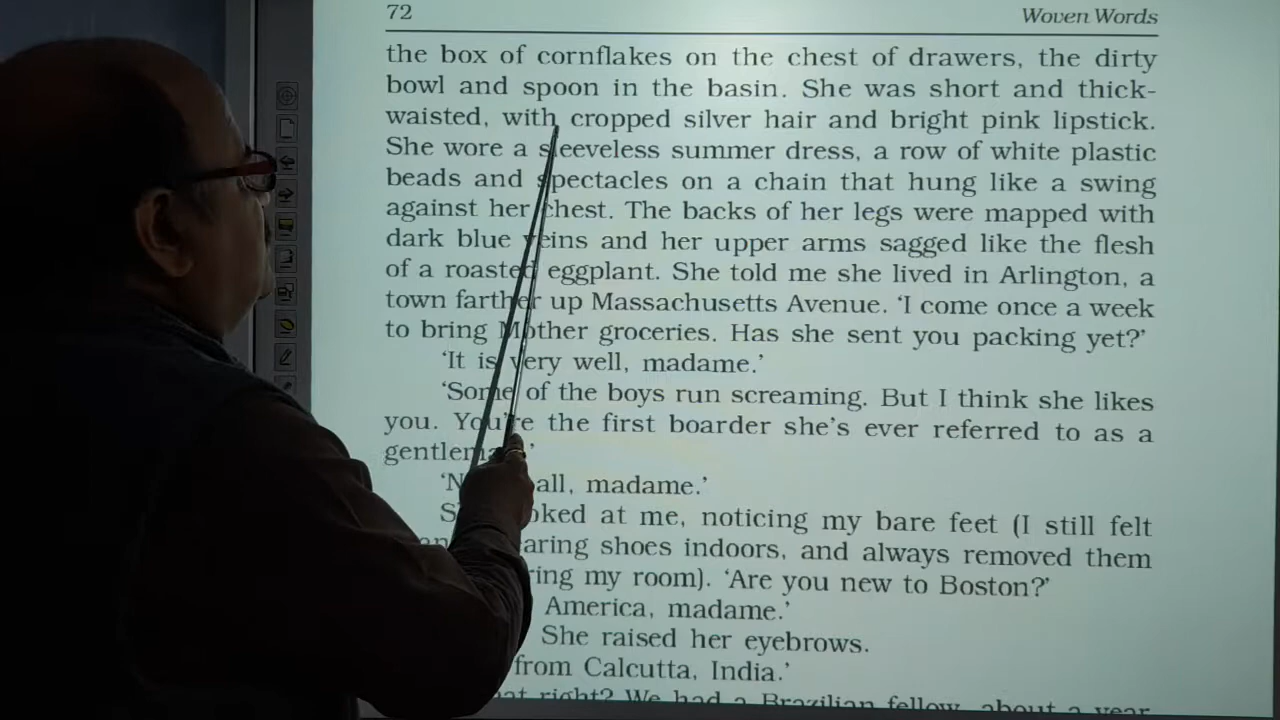 72 Woven Words
the box of cornflakes on the chest of drawers, the dirty
bowl and spoon in the basin. She was short and thick-
waisted, with cropped silver hair and bright pink lipstick.
She wore a sleeveless summer dress, a row of white plastic
beads and spectacles on a chain that hung like a swing
against her chest. The backs of her legs were mapped with
dark blue veins and her upper arms sagged like the flesh
of a roasted eggplant. She told me she lived in Arlington, a
town farther up Massachusetts Avenue. ‘I come once a week
to bring Mother groceries. Has she sent you packing yet?’
‘It is very well, madame.’
‘Some of the boys run screaming. But I think she likes
you. You’re the first boarder she’s ever referred to as a
gentleman.’
all, madame.’
looked at me, noticing my bare feet (I still felt
wearing shoes indoors, and always removed them
my room). ‘Are you new to Boston?’
America, madame.’
She raised her eyebrows.
from Calcutta, India.’
that right? We had a Brazilian fellow, about a year